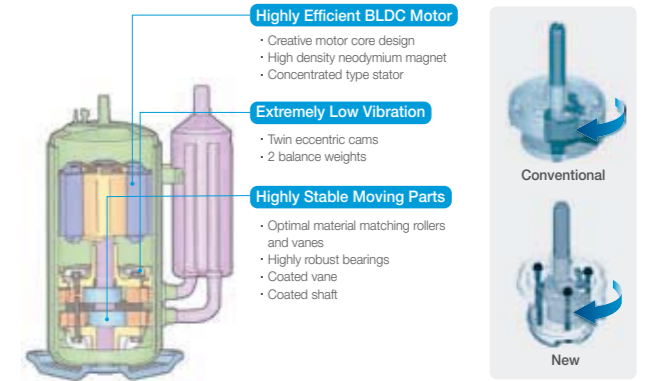 Highly Efficient BLDC Motor
· Creative motor core design
· High density neodymium magnet
· Concentrated type stator
Extremely Low Vibration
· Twin eccentric cams
· 2 balance weights
Highly Stable Moving Parts
· Optimal material matching rollers
and vanes
· Highly robust bearings
· Coated vane
· Coated shaft
Conventional
New